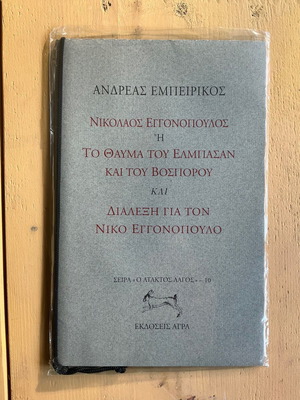 ΑΝΔΡΕΑΣ ΕΜΠΕΙΡΙΚΟΣ
ΝΙΚΟΛΑΟΣ ΕΓΓΟΝΟΠΟΥΛΟΣ
Ἢ
ΤΟ ΘΑΥΜΑ ΤΟΥ ΕΛΜΠΑΣΑΝ
ΚΑΙ ΤΟΥ ΒΟΣΠΟΡΟΥ
ΚΑΙ
ΔΙΑΛΕΞΗ ΓΙΑ ΤΟΝ
ΝΙΚΟ ΕΓΓΟΝΟΠΟΥΛΟ
ΣΕΙΡΑ «Ο ΑΤΑΚΤΟΣ ΛΑΓΟΣ» – 10
ΕΚΔΟΣΕΙΣ ΑΓΡΑ